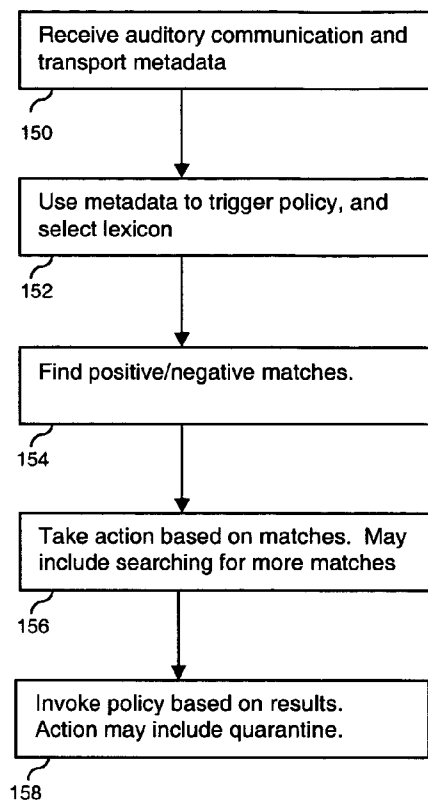 Receive auditory communication and
transport metadata
150
Use metadata to trigger policy, and
select lexicon
152
Find positive/negative matches.
154
Take action based on matches. May
include searching for more matches
156
Invoke policy based on results.
Action may include quarantine.
158